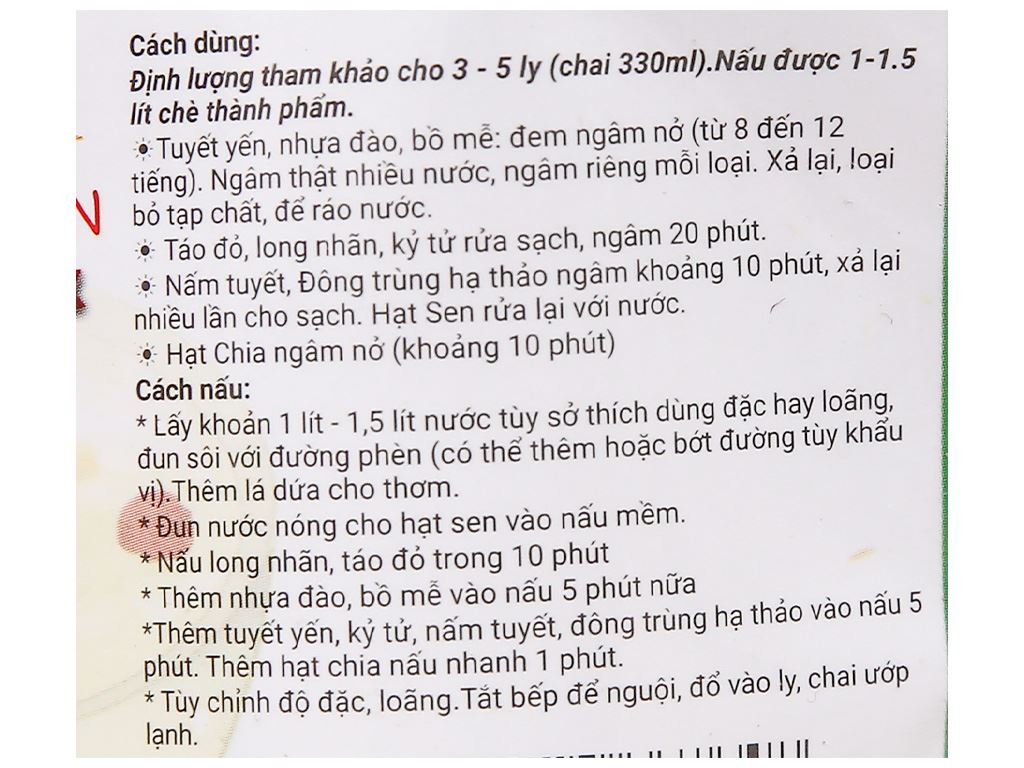 Cách dùng:
Định lượng tham khảo cho 3 - 5 ly (chai 330ml).Nấu được 1-1.5
lít chè thành phẩm.
☀Tuyết yến, nhựa đào, bồ mễ: đem ngâm nở (từ 8 đến 12
tiếng). Ngâm thật nhiều nước, ngâm riêng mỗi loại. Xả lại, loại
bỏ tạp chất, để ráo nước.
☀ Táo đỏ, long nhãn, kỷ tử rửa sạch, ngâm 20 phút.
☀ Nấm tuyết, Đông trùng hạ thảo ngâm khoảng 10 phút, xả lại
nhiều lần cho sạch. Hạt Sen rửa lại với nước.
☀ Hạt Chia ngâm nở (khoảng 10 phút)
Cách nấu:
* Lấy khoản 1 lít - 1,5 lít nước tùy sở thích dùng đặc hay loãng,
đun sôi với đường phèn (có thể thêm hoặc bớt đường tùy khẩu
vị).Thêm lá dứa cho thơm.
* Đun nước nóng cho hạt sen vào nấu mềm.
* Nấu long nhãn, táo đỏ trong 10 phút
* Thêm nhựa đào, bồ mễ vào nấu 5 phút nữa
*Thêm tuyết yến, kỷ tử, nấm tuyết, đông trùng hạ thảo vào nấu 5
phút. Thêm hạt chia nấu nhanh 1 phút.
* Tùy chỉnh độ đặc, loãng.Tắt bếp để nguội, đổ vào ly, chai ướp
lạnh.